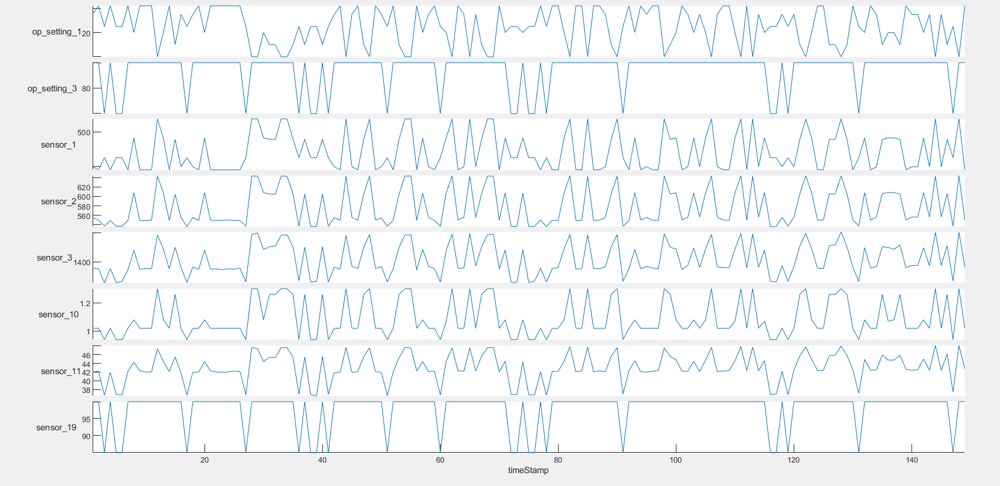 op_setting_1 20
op_setting_3 80
500
sensor_1
620
600
sensor_2
580
560
sensor_3
1400
1.2
sensor_10
1
46
44
sensor_11 42
40
38
95
sensor_19
90
20 40 60 80 100 120 140
timeStamp